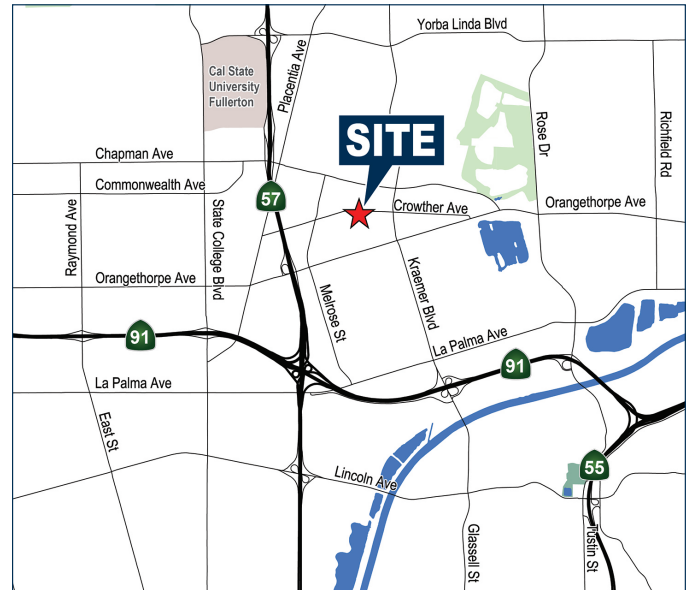 Yorba Linda Blvd
Cal State
University
Fullerton
Placentia Ave
SITE
Rose Dr
Richfield Rd
Chapman Ave
Commonwealth Ave
57
Crowther Ave
Orangethorpe Ave
Raymond Ave
State College Blvd
Orangethorpe Ave
Melrose St
Kraemer Blvd
91
La Palma Ave
91
La Palma Ave
East St
Lincoln Ave
55
Glassell St
Tustin St